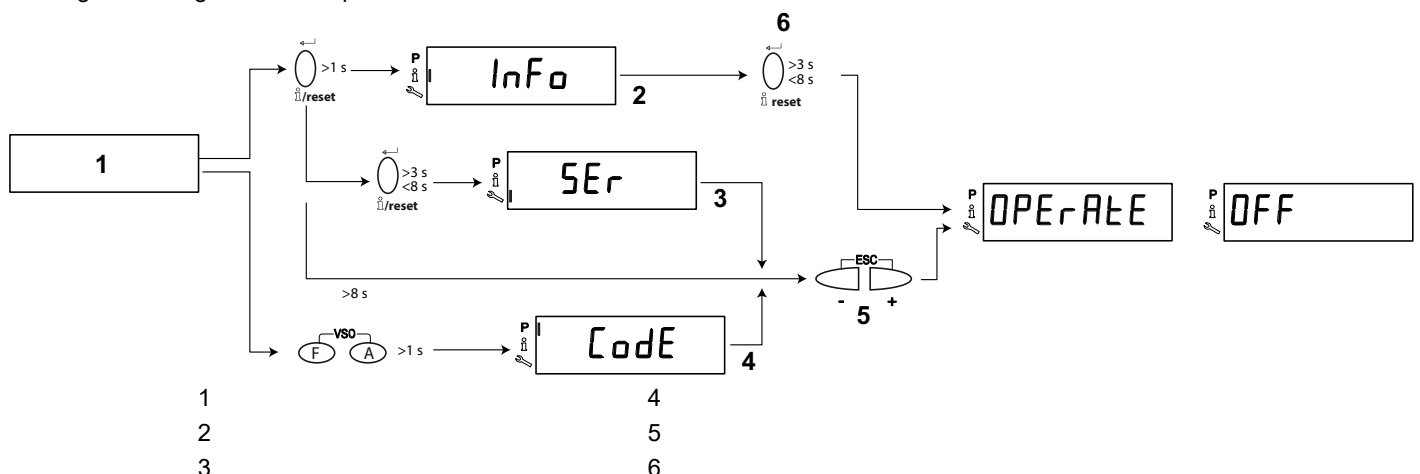 6
>1 s
i/reset
P
i
InFo
2
>3 s
<8 s
i reset
1
>3 s
<8 s
i/reset
P
i
SEr
3
P
i
OPErAtE
P
i
OFF
ESC
- +
5
>8 s
VSO
F A
>1 s
P
i
CodE
4
1 4
2 5
3 6